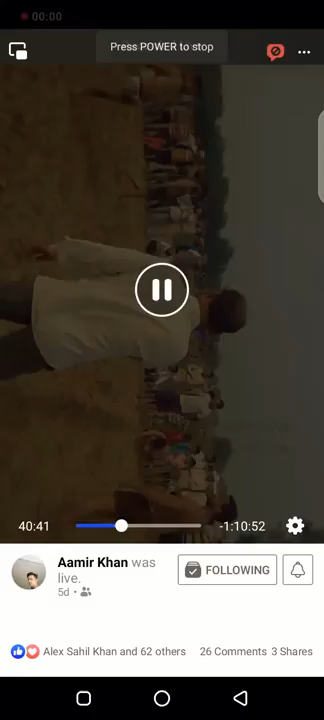 00:00
Press POWER to stop
40:41
-1:10:52
Aamir Khan was
live.
FOLLOWING
5d
Alex Sahil Khan and 62 others
26 Comments
3 Shares